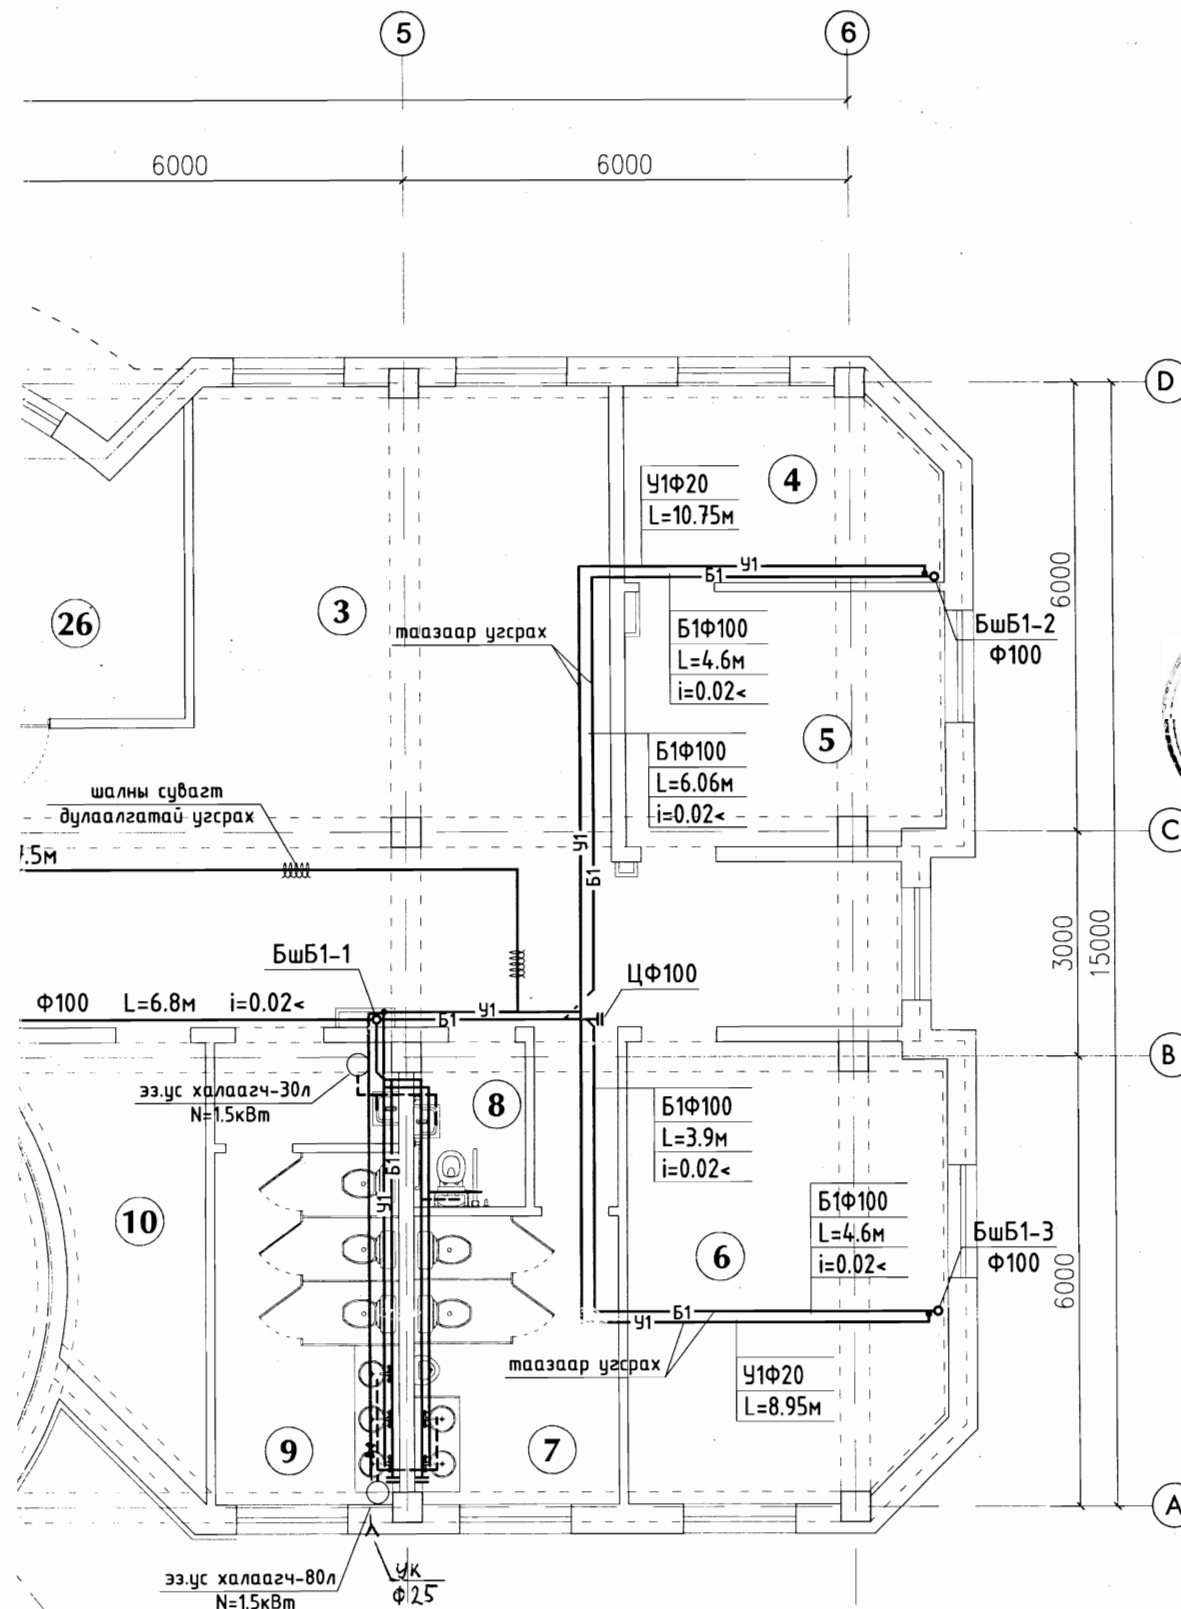 5
6
6000
6000
D
4
У1Ф20
L=10.75м
У1
Б1
6000
26
3
таазаар угсрах
Б1Ф100
L=4.6м
i=0.02<
БшБ1-2
Ф100
5
Б1Ф100
L=6.06м
i=0.02<
шалны сувагт
дулаалгатай угсрах
.5м
У1
Б1
C
3000
15000
БшБ1-1
ЦФ100
Ф100 L=6.8м i=0.02<
У1
Б1
B
эз.ус халаагч-30л
N=1.5кВт
8
Б1Ф100
L=3.9м
i=0.02<
Б1
У1
10
Б1Ф100
L=4.6м
i=0.02<
6
БшБ1-3
Ф100
6000
Б1
У1
таазаар угсрах
У1Ф20
L=8.95м
9
7
A
эз.ус халаагч-80л
N=1.5кВт
УК
Ф25